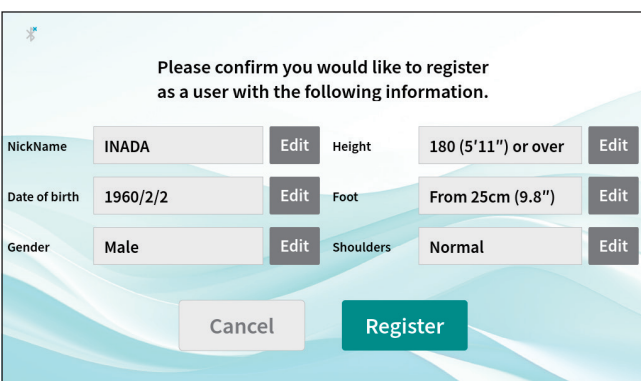 Please confirm you would like to register
as a user with the following information.
NickName INADA Edit Height 180 (5'11") or over Edit
Date of birth 1960/2/2 Edit Foot From 25cm (9.8") Edit
Gender Male Edit Shoulders Normal Edit
Cancel Register